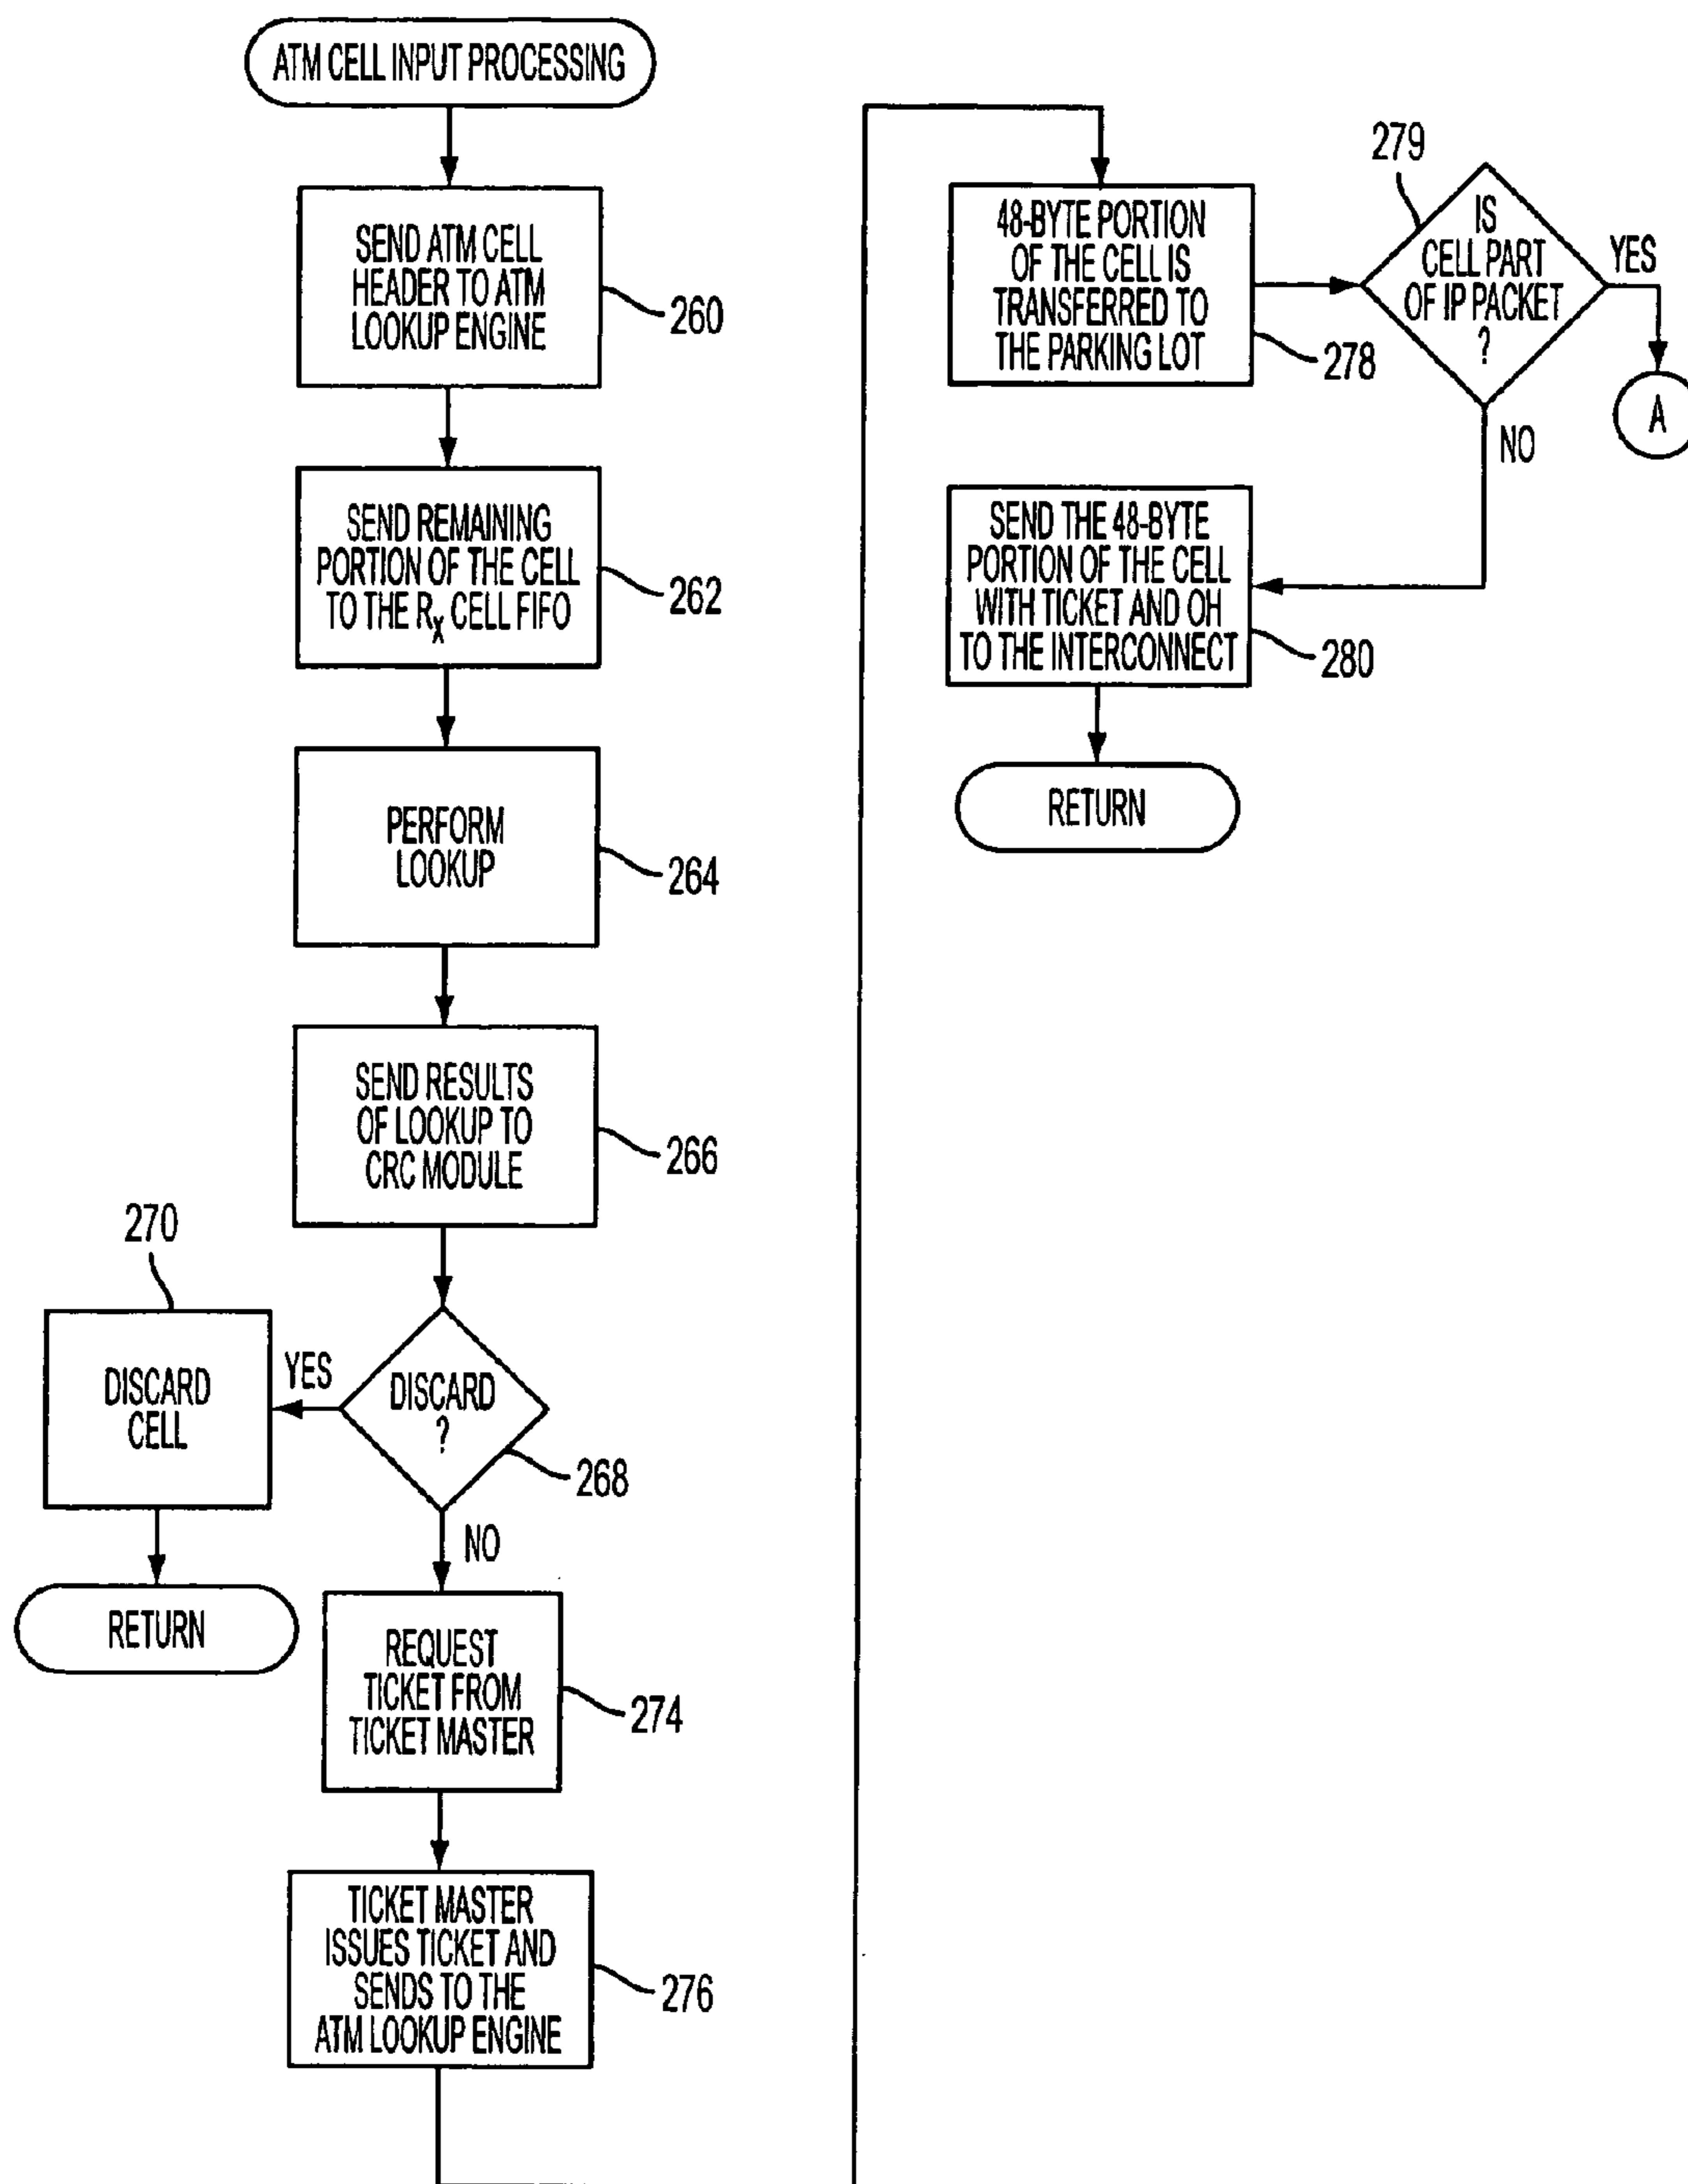 ATM CELL INPUT PROCESSING
SEND ATM CELL
HEADER TO ATM
LOOKUP ENGINE
260
SEND REMAINING
PORTION OF THE CELL
TO THE Rx CELL FIFO
262
PERFORM
LOOKUP
264
SEND RESULTS
OF LOOKUP TO
CRC MODULE
266
DISCARD
?
268
YES
270
DISCARD
CELL
RETURN
NO
REQUEST
TICKET FROM
TICKET MASTER
274
TICKET MASTER
ISSUES TICKET AND
SENDS TO THE
ATM LOOKUP ENGINE
276
48-BYTE PORTION
OF THE CELL IS
TRANSFERRED TO
THE PARKING LOT
278
279
IS
CELL PART
OF IP PACKET
?
YES
A
NO
SEND THE 48-BYTE
PORTION OF THE CELL
WITH TICKET AND OH
TO THE INTERCONNECT
280
RETURN